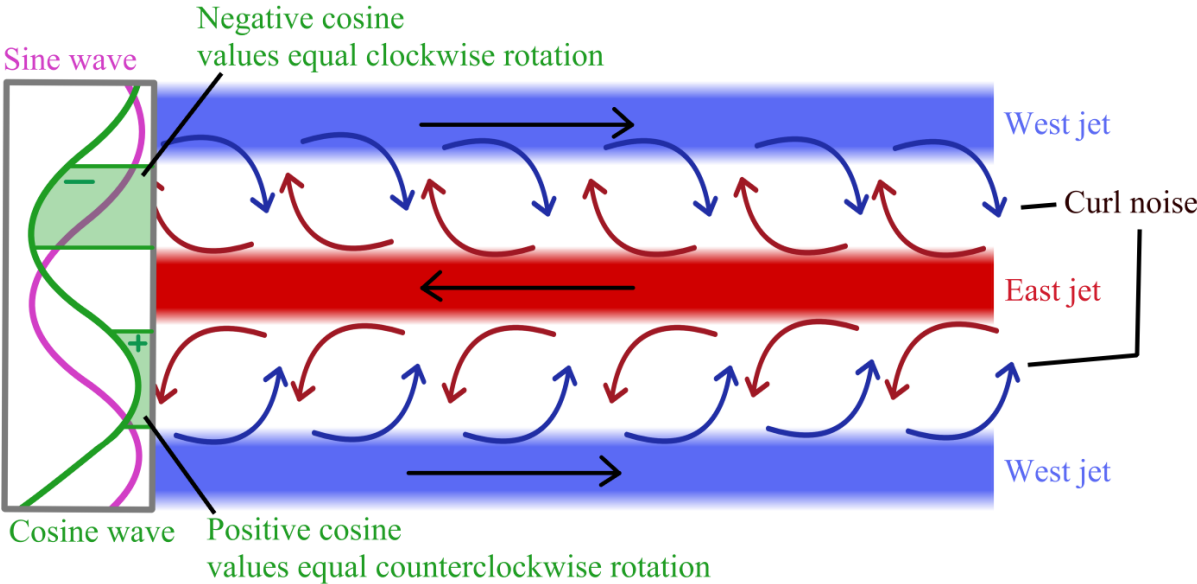 Negative cosine
values equal clockwise rotation
Sine wave
West jet
−
Curl noise
East jet
+
West jet
Cosine wave
Positive cosine
values equal counterclockwise rotation